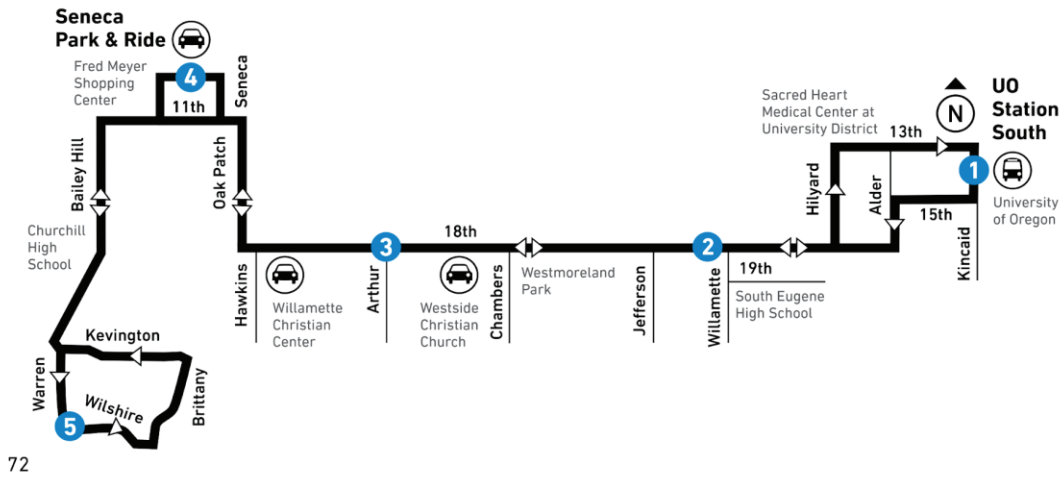 Seneca
Park & Ride
4
Fred Meyer
Shopping
Center
11th
Seneca
Bailey Hill
Oak Patch
Churchill
High
School
Kevington
Warren
Wilshire
Brittany
5
Hawkins
Willamette
Christian
Center
3
Arthur
18th
Westside
Christian
Church
Chambers
Westmoreland
Park
Jefferson
2
Willamette
19th
South Eugene
High School
Sacred Heart
Medical Center at
University District
Hilyard
Alder
13th
15th
Kincaid
N
UO
Station
South
1
University
of Oregon
72